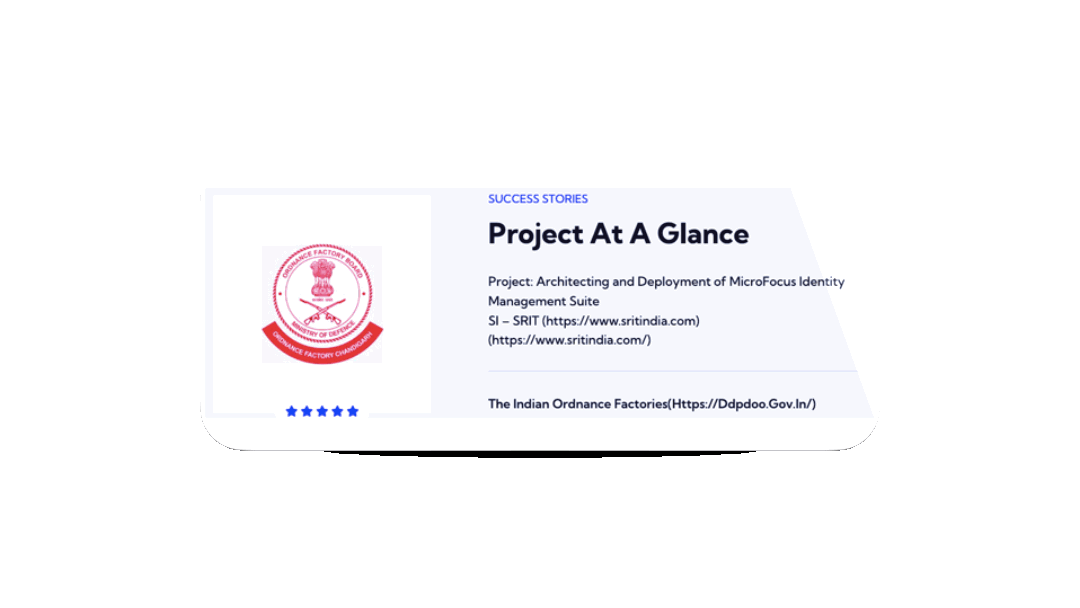 ORDNANCE FACTORY BOARD
MINISTRY OF DEFENCE
ORDNANCE FACTORY CHANDIGARH
SUCCESS STORIES
Project At A Glance
Project: Architecting and Deployment of MicroFocus Identity
Management Suite
SI – SRIT (https://www.sritindia.com)
(https://www.sritindia.com/)
The Indian Ordnance Factories(Https://Ddpdoo.Gov.In/)